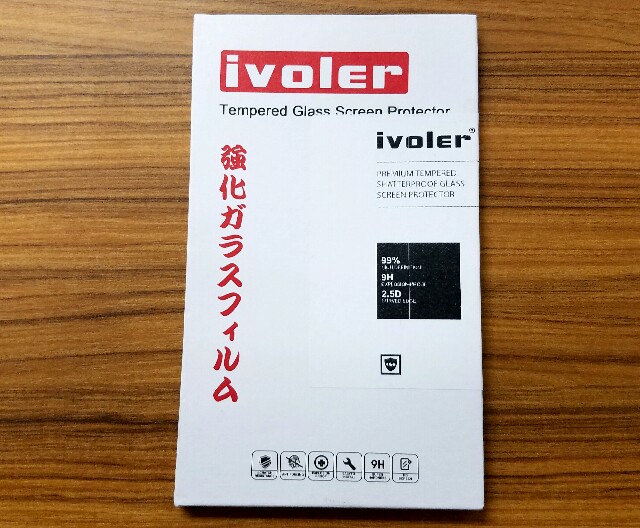 ivoler
Tempered Glass Screen Protector
強化ガラスフィルム
ivoler®
PREMIUM TEMPERED
SHATTERPROOF GLASS
SCREEN PROTECTOR
99%
9H
2.5D
9H